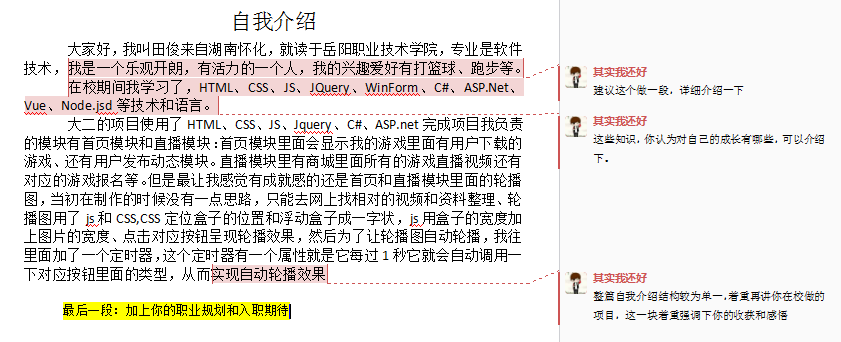 自我介绍
大家好，我叫田俊来自湖南怀化，就读于岳阳职业技术学院，专业是软件
技术，我是一个乐观开朗，有活力的一个人，我的兴趣爱好有打篮球、跑步等。
在校期间我学习了，HTML、CSS、JS、JQuery、WinForm、C#、ASP.Net、
Vue、Node.jsd 等技术和语言。
大二的项目使用了 HTML、CSS、JS、Jquery、C#、ASP.net 完成项目我负责
的模块有首页模块和直播模块：首页模块里面会显示我的游戏里面有用户下载的
游戏、还有用户发布动态模块。直播模块里有商城里面所有的游戏直播视频还有
对应的游戏报名等。但是最让我感觉有成就感的还是首页和直播模块里面的轮播
图，当初在制作的时候没有一点思路，只能去网上找相对的视频和资料整理、轮
播图用了 js 和 CSS,CSS 定位盒子的位置和浮动盒子成一字状，js 用盒子的宽度加
上图片的宽度、点击对应按钮呈现轮播效果，然后为了让轮播图自动轮播，我往
里面加了一个定时器，这个定时器有一个属性就是它每过 1 秒它就会自动调用一
下对应按钮里面的类型，从而实现自动轮播效果
最后一段：加上你的职业规划和入职期待
其实我还好
建议这个做一段，详细介绍一下
其实我还好
这些知识，你认为对自己的成长有哪些，可以介绍
下。
其实我还好
整篇自我介绍结构较为单一,着重再讲你在校做的
项目，这一块着重强调下你的收获和感悟